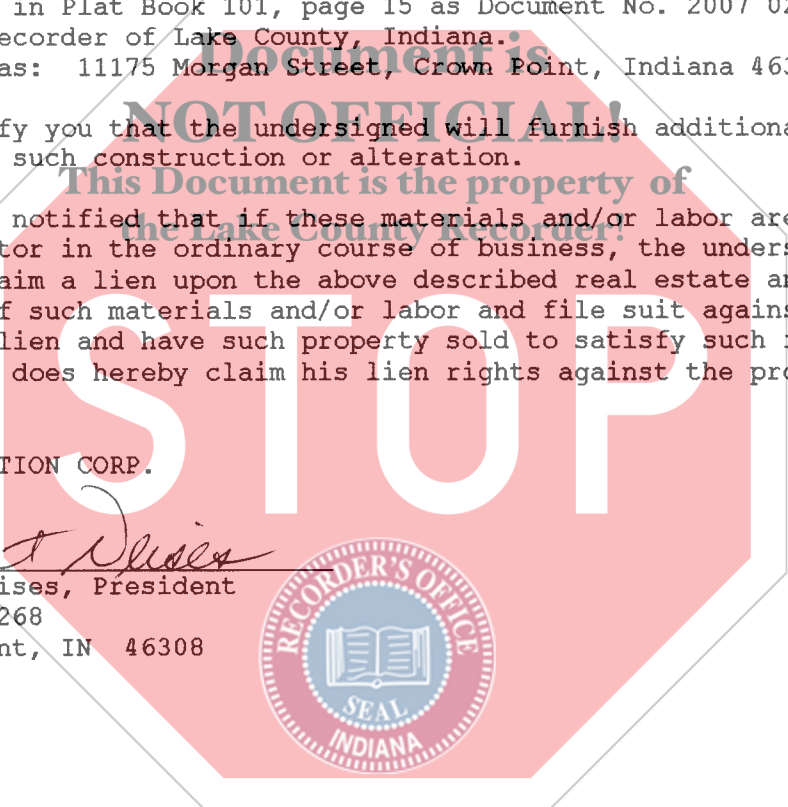 in Plat Book 101, page 15 as Document No. 2007 02
ecorder of Lake County, Indiana.
Document is
as: 11175 Morgan Street, Crown Point, Indiana 463
NOT OFFICIAL!
fy you that the undersigned will furnish additiona
such construction or alteration.
This Document is the property of
notified that if these materials and/or labor are
the Lake County Recorder!
tor in the ordinary course of business, the unders
aim a lien upon the above described real estate an
f such materials and/or labor and file suit agains
lien and have such property sold to satisfy such
does hereby claim his lien rights against the pro
STOP
TION CORP.
ises, President
268
nt, IN 46308
RECORDER'S OFFICE
SEAL
INDIANA